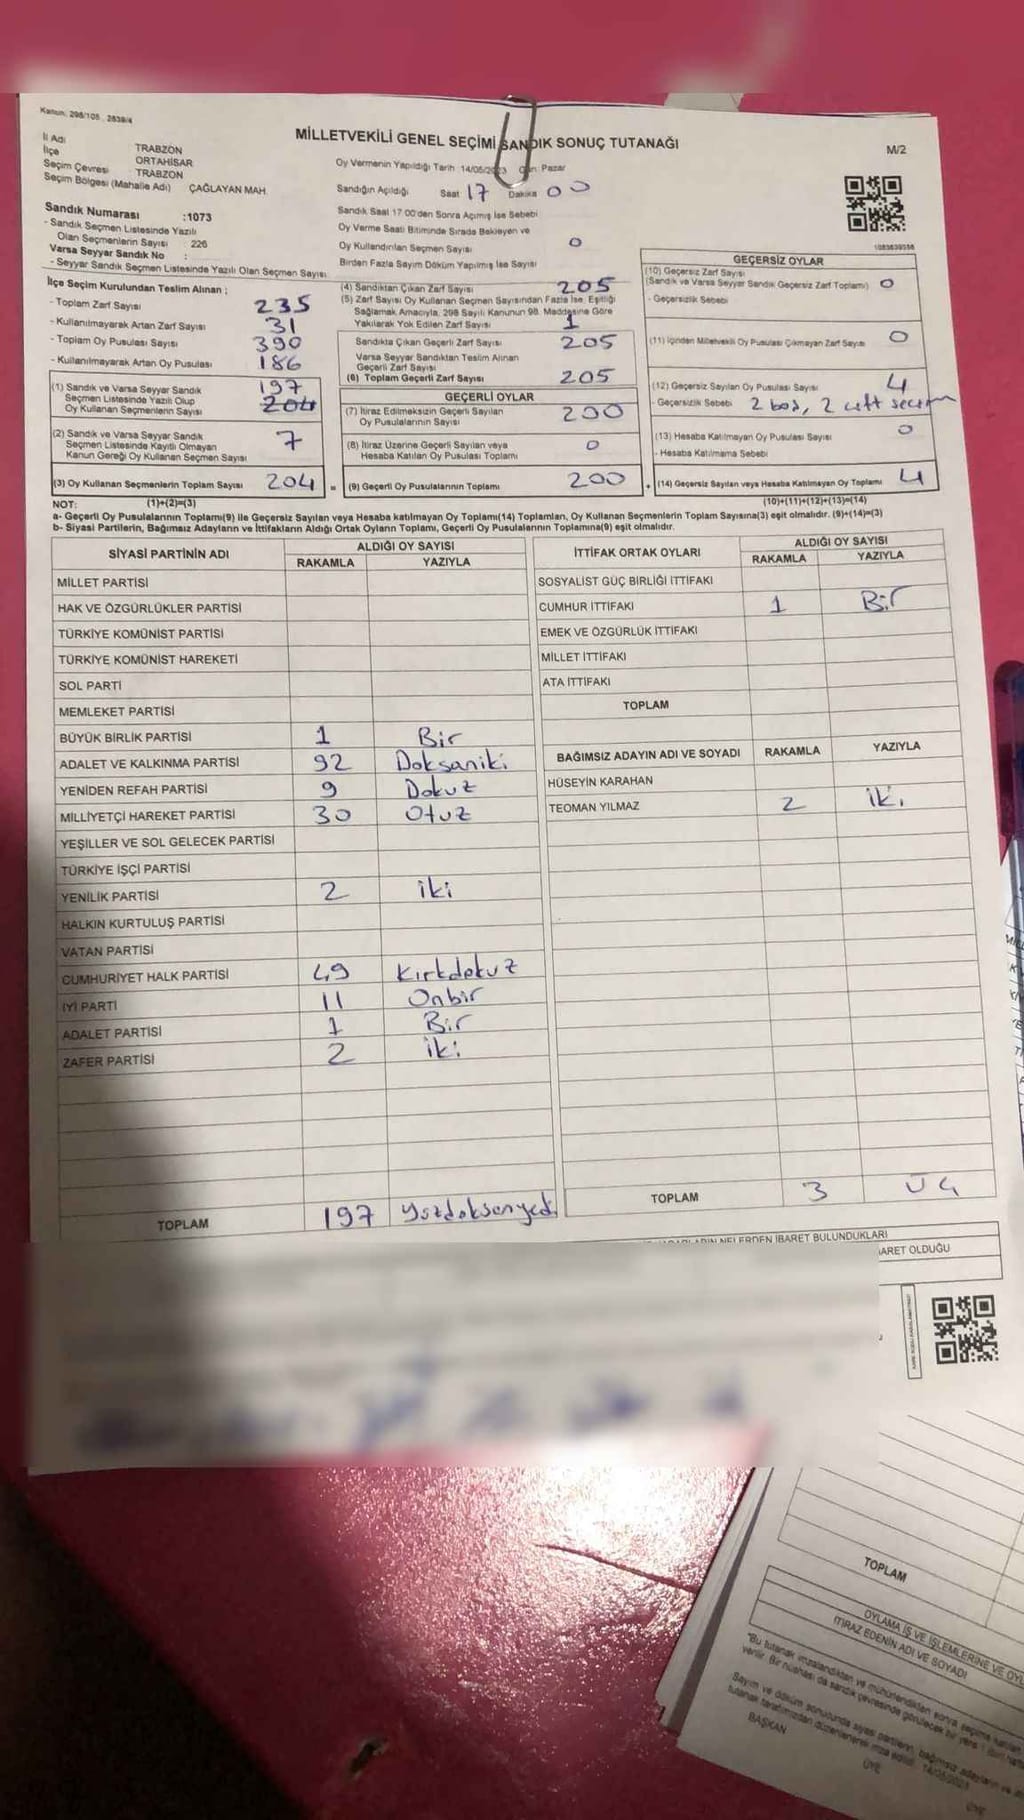 Kanun: 298/105, 2839/4
MİLLETVEKİLİ GENEL SEÇİMİ SANDIK SONUÇ TUTANAĞI
M/2
İl Adı TRABZON
İlçe ORTAHİSAR
Seçim Çevresi TRABZON
Seçim Bölgesi (Mahalle Adı) ÇAĞLAYAN MAH.
Oy Vermenin Yapıldığı Tarih 14/05/2023 Gün Pazar
Sandığın Açıldığı Saat 17 Dakika 00
Sandık Saat 17 00'den Sonra Açımış İse Sebebi
Oy Verme Saati Bitiminde Sırada Bekleyen ve
Oy Kullandırılan Seçmen Sayısı 0
Birden Fazla Sayım Döküm Yapılmış İse Sayısı
Sandık Numarası :1073
- Sandık Seçmen Listesinde Yazılı
Olan Seçmenlerin Sayısı : 226
Varsa Seyyar Sandık No :
- Seyyar Sandık Seçmen Listesinde Yazılı Olan Seçmen Sayısı
İlçe Seçim Kurulundan Teslim Alınan ;
- Toplam Zarf Sayısı 235
- Kullanılmayarak Artan Zarf Sayısı 31
- Toplam Oy Pusulası Sayısı 390
- Kullanılmayarak Artan Oy Pusulası 186
(1) Sandık ve Varsa Seyyar Sandık 197
Seçmen Listesinde Yazılı Olup 204
Oy Kullanan Seçmenlerin Sayısı
(2) Sandık ve Varsa Seyyar Sandık
Seçmen Listesinde Kayıtlı Olmayan 7
Kanun Gereği Oy Kullanan Seçmen Sayısı
(3) Oy Kullanan Seçmenlerin Toplam Sayısı 204 =
(4) Sandıktan Çıkan Zarf Sayısı 205
(5) Zarf Sayısı Oy Kullanan Seçmen Sayısından Fazla İse, Eşitliği
Sağlamak Amacıyla, 298 Sayılı Kanunun 98. Maddesine Göre
Yakılarak Yok Edilen Zarf Sayısı 1
Sandıkta Çıkan Geçerli Zarf Sayısı 205
Varsa Seyyar Sandıktan Teslim Alınan
Geçerli Zarf Sayısı
(6) Toplam Geçerli Zarf Sayısı 205
GEÇERLİ OYLAR
(7) İtiraz Edilmeksizin Geçerli Sayılan 200
Oy Pusulalarının Sayısı
(8) İtiraz Üzerine Geçerli Sayılan veya 0
Hesaba Katılan Oy Pusulası Toplamı
(9) Geçerli Oy Pusulalarının Toplamı 200 +
GEÇERSİZ OYLAR
(10) Geçersiz Zarf Sayısı
(Sandık ve Varsa Seyyar Sandık Geçersiz Zarf Toplamı) 0
- Geçersizlik Sebebi
(11) İçinden Milletvekili Oy Pusulası Çıkmayan Zarf Sayısı 0
(12) Geçersiz Sayılan Oy Pusulası Sayısı 4
- Geçersizlik Sebebi 2 boş, 2 çift seçim
(13) Hesaba Katılmayan Oy Pusulası Sayısı 0
- Hesaba Katılmama Sebebi
(14) Geçersiz Sayılan veya Hesaba Katılmayan Oy Toplamı 4
NOT: (1)+(2)=(3) (10)+(11)+(12)+(13)=(14)
a- Geçerli Oy Pusulalarının Toplamı(9) ile Geçersiz Sayılan veya Hesaba katılmayan Oy Toplamı(14) Toplamları, Oy Kullanan Seçmenlerin Toplam Sayısına(3) eşit olmalıdır. (9)+(14)=(3)
b- Siyasi Partilerin, Bağımsız Adayların ve İttifakların Aldığı Ortak Oyların Toplamı, Geçerli Oy Pusulalarının Toplamına(9) eşit olmalıdır.
SİYASİ PARTİNİN ADI ALDIĞI OY SAYISI
RAKAMLA YAZIYLA
MİLLET PARTİSİ
HAK VE ÖZGÜRLÜKLER PARTİSİ
TÜRKİYE KOMÜNİST PARTİSİ
TÜRKİYE KOMÜNİST HAREKETİ
SOL PARTİ
MEMLEKET PARTİSİ
BÜYÜK BİRLİK PARTİSİ 1 Bir
ADALET VE KALKINMA PARTİSİ 92 Doksaniki
YENİDEN REFAH PARTİSİ 9 Dokuz
MİLLİYETÇİ HAREKET PARTİSİ 30 Otuz
YEŞİLLER VE SOL GELECEK PARTİSİ
TÜRKİYE İŞÇİ PARTİSİ
YENİLİK PARTİSİ 2 iki
HALKIN KURTULUŞ PARTİSİ
VATAN PARTİSİ
CUMHURİYET HALK PARTİSİ 49 Kırkdokuz
İYİ PARTİ 11 Onbir
ADALET PARTİSİ 1 Bir
ZAFER PARTİSİ 2 iki
TOPLAM 197 Yüzdoksanyedi
İTTİFAK ORTAK OYLARI ALDIĞI OY SAYISI
RAKAMLA YAZIYLA
SOSYALİST GÜÇ BİRLİĞİ İTTİFAKI
CUMHUR İTTİFAKI 1 Bir
EMEK VE ÖZGÜRLÜK İTTİFAKI
MİLLET İTTİFAKI
ATA İTTİFAKI
TOPLAM
BAĞIMSIZ ADAYIN ADI VE SOYADI RAKAMLA YAZIYLA
HÜSEYİN KARAHAN
TEOMAN YILMAZ 2 iki
TOPLAM 3 Üç
NELERDEN İBARET BULUNDUKLARI
OLDUĞU
TOPLAM
OYLAMA İŞ VE İŞLEMLERİNE VE
İTİRAZ EDENİN ADI VE SOYADI
BAŞKAN
ÜYE
ÜYE